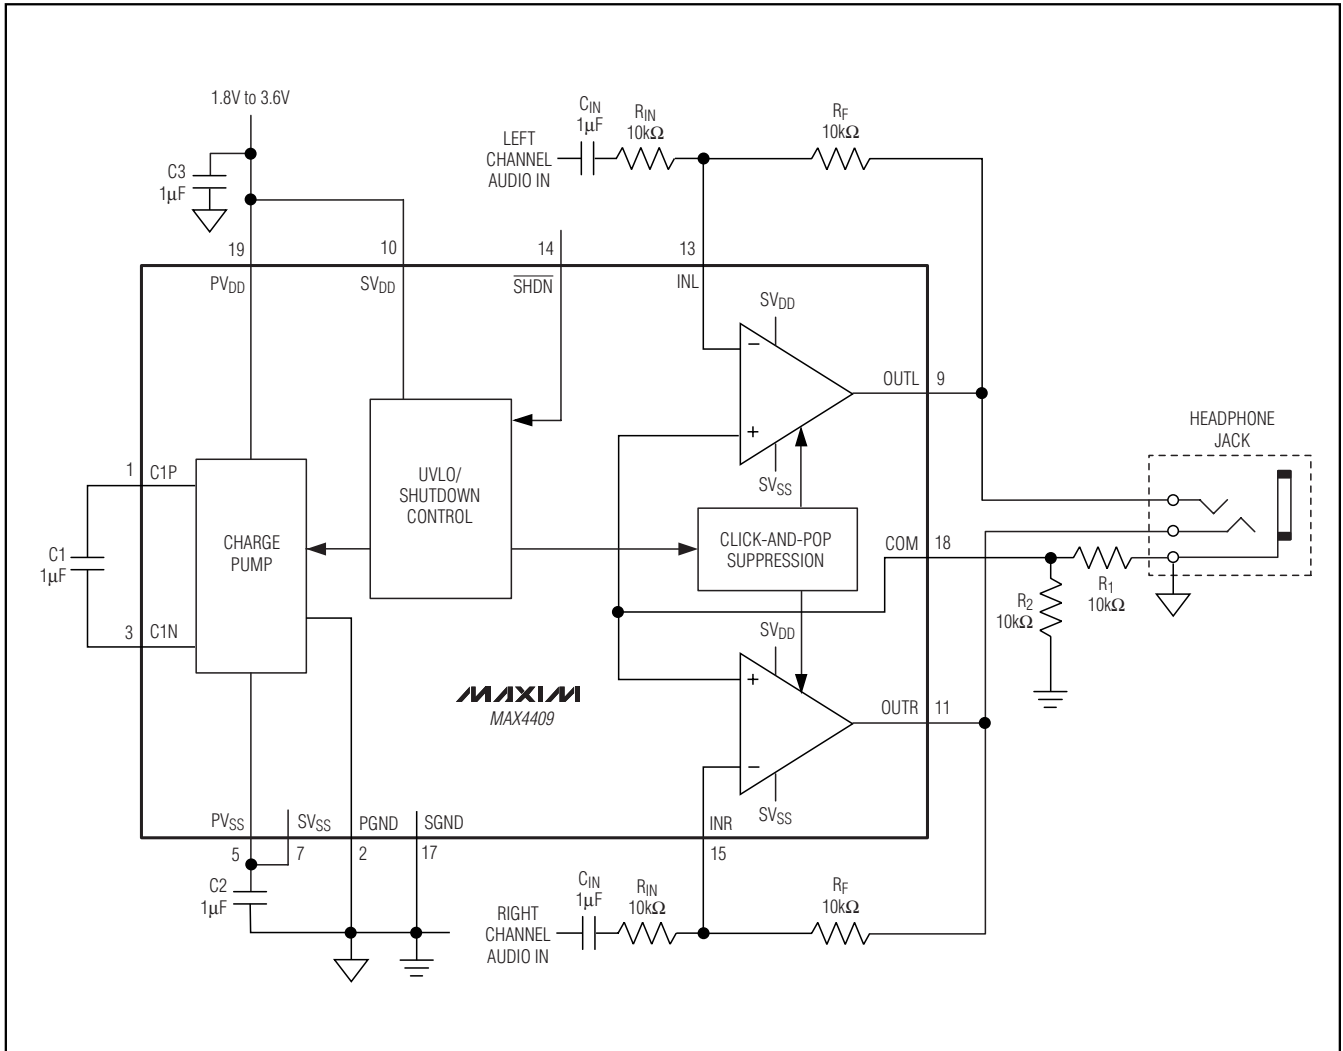 1.8V to 3.6V
C3
1µF
19
PVDD
10
SVDD
14
SHDN
13
INL
LEFT
CHANNEL
AUDIO IN
CIN
1µF
RIN
10kΩ
RF
10kΩ
SVDD
−
+
SVSS
OUTL
9
HEADPHONE
JACK
UVLO/
SHUTDOWN
CONTROL
1
C1P
C1
1µF
3
C1N
CHARGE
PUMP
CLICK-AND-POP
SUPPRESSION
COM
18
R1
10kΩ
R2
10kΩ
SVDD
+
−
SVSS
OUTR
11
MAXIM
MAX4409
PVSS
5
SVSS
7
PGND
2
SGND
17
INR
15
C2
1µF
RIGHT
CHANNEL
AUDIO IN
CIN
1µF
RIN
10kΩ
RF
10kΩ